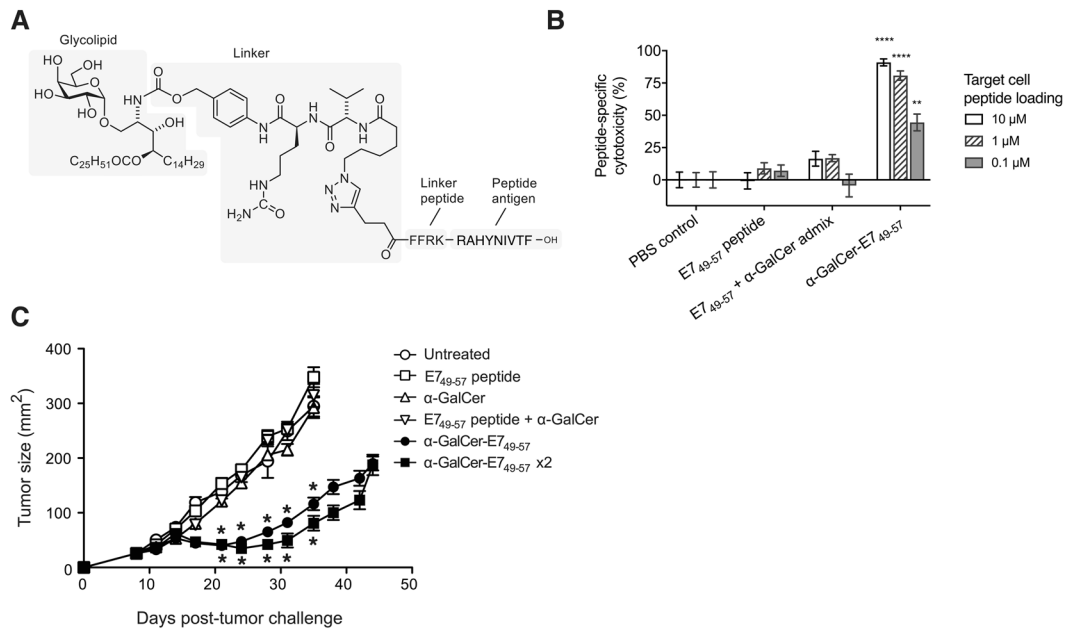 A
Glycolipid
Linker
OH
OH
HO
HO
O
HO
O
HN
O
O
OH
C25H51OCO
C14H29
N
H
O
H
N
O
N
H
O
HN
H2N
C
O
N
N
N
O
Linker
peptide
Peptide
antigen
FFRK
RAHYNIVTF
OH
B
Peptide-specific
cytotoxicity (%)
100
75
50
25
0
PBS control
E7 49-57 peptide
E7 49-57 + α-GalCer admix
α-GalCer-E7 49-57
****
****
**
Target cell
peptide loading
10 μM
1 μM
0.1 μM
C
Tumor size (mm2)
400
300
200
100
0
0 10 20 30 40 50
Days post-tumor challenge
* * * * *
* * * * *
Untreated
E7 49-57 peptide
α-GalCer
E7 49-57 peptide + α-GalCer
α-GalCer-E7 49-57
α-GalCer-E7 49-57 x2